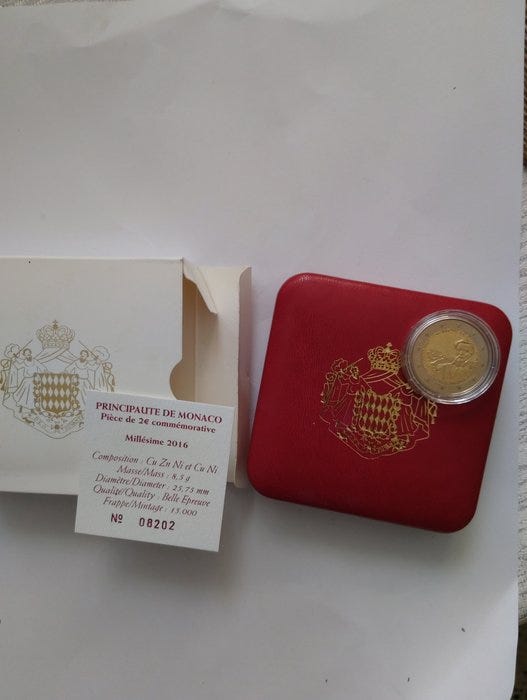 PRINCIPAUTE DE MONACO
Pièce de 2€ commémorative
Millésime 2016
Composition : Cu Zn Ni et Cu Ni
Masse/Mass : 8.5 g
Diamètre/Diameter : 25.75 mm
Qualité/Quality : Belle Epreuve
Frappe/Mintage : 15.000
Nº 08202